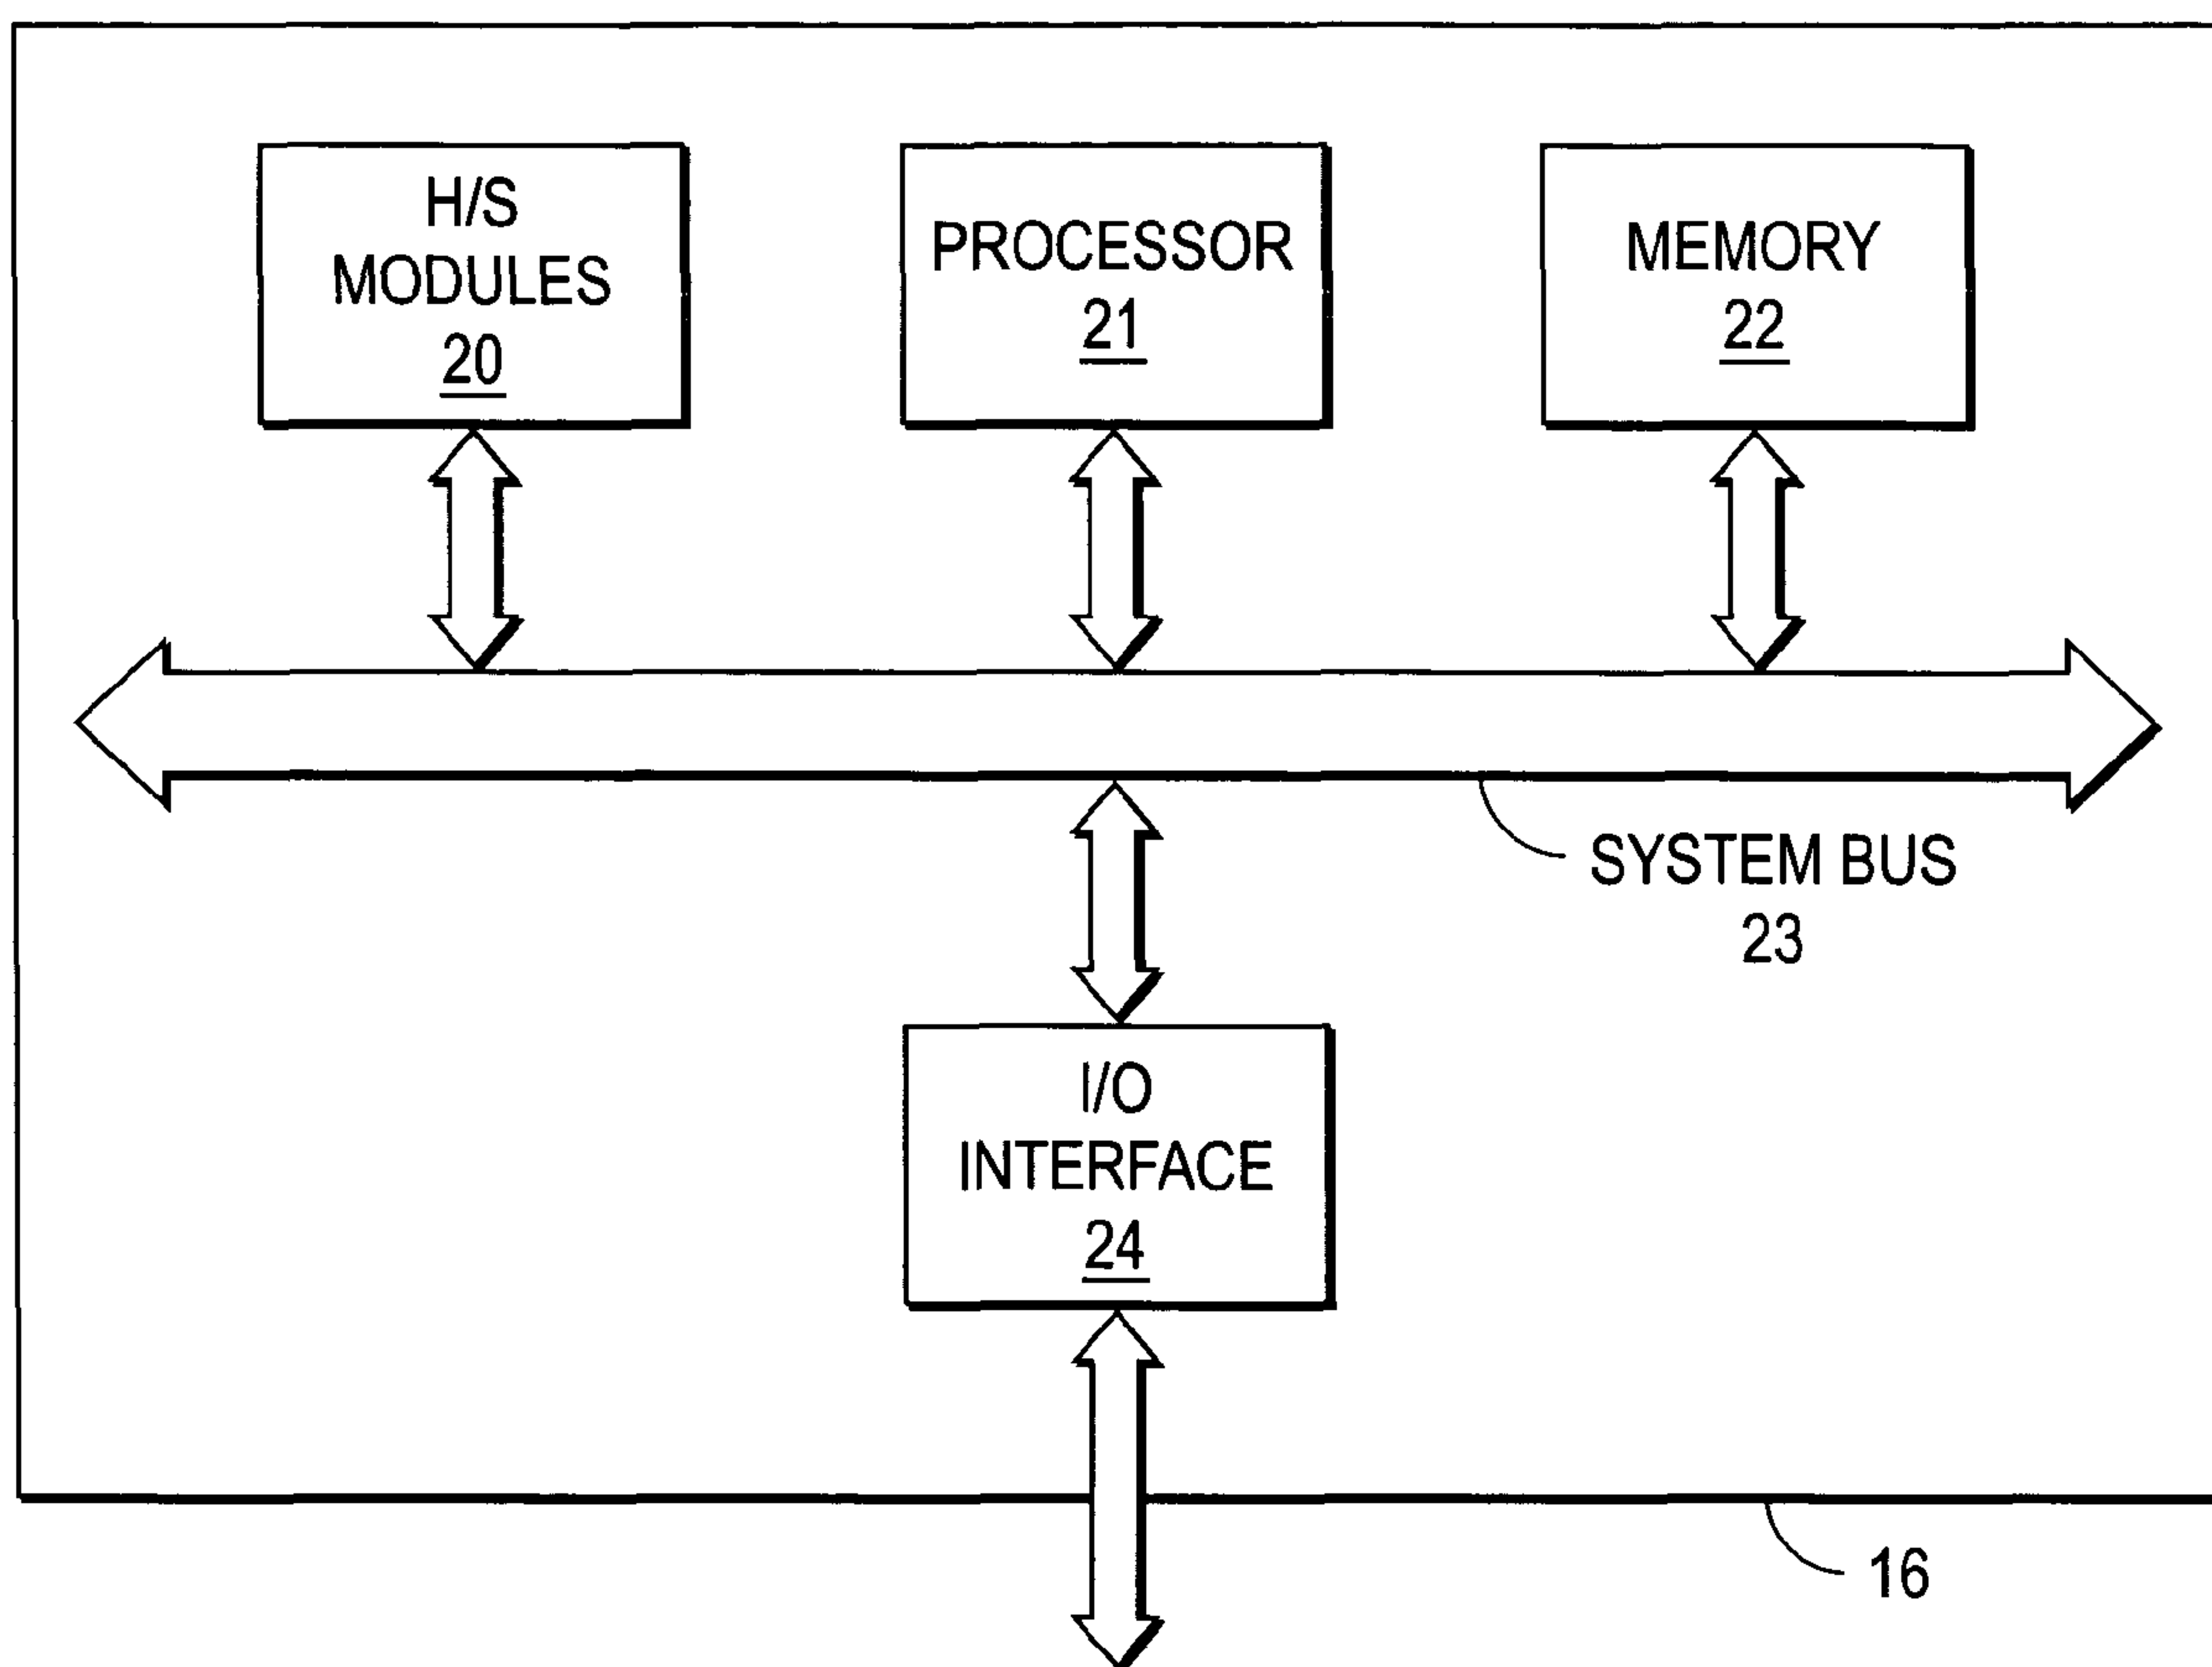 H/S
MODULES
20
PROCESSOR
21
MEMORY
22
SYSTEM BUS
23
I/O
INTERFACE
24
16